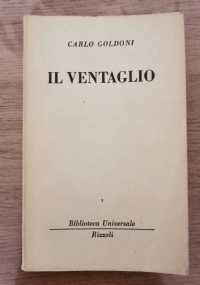 CARLO GOLDONI
IL VENTAGLIO
Biblioteca Universale
Rizzoli